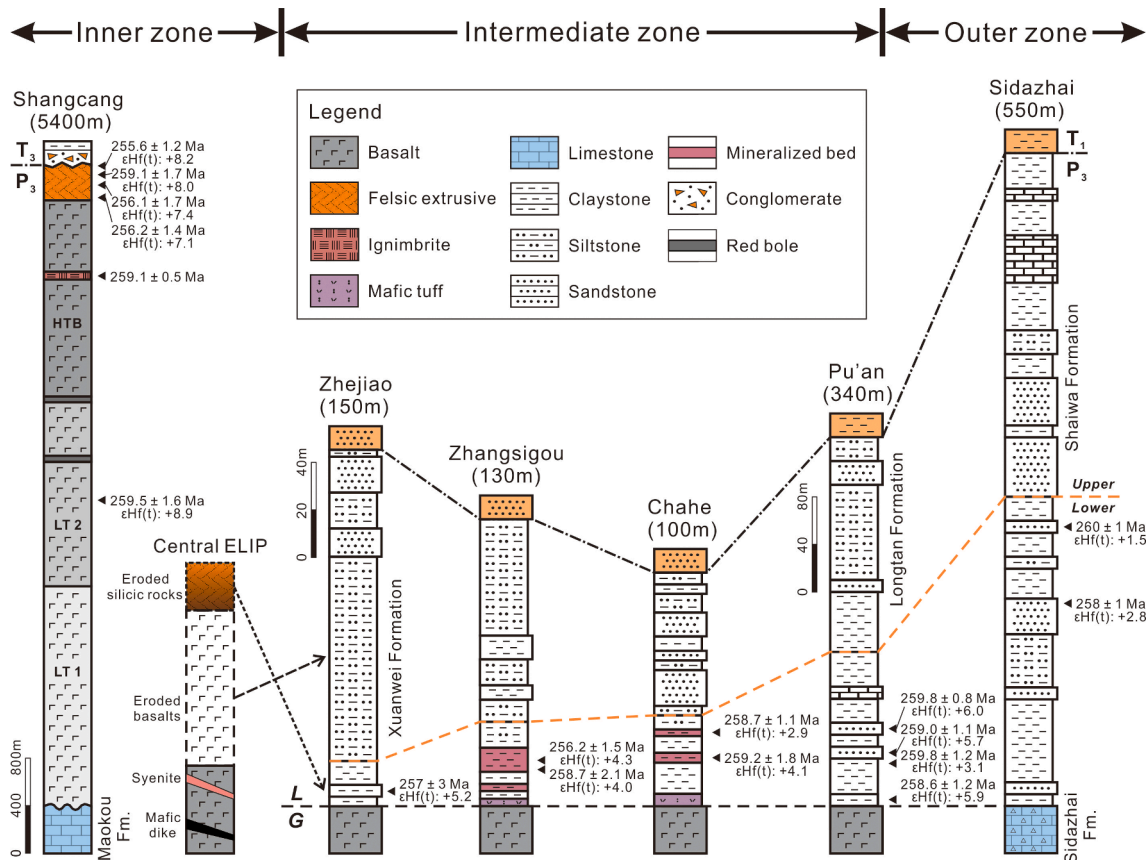 Inner zone
Intermediate zone
Outer zone
Shangcang
(5400m)
T3
P3
255.6 ± 1.2 Ma
εHf(t): +8.2
259.1 ± 1.7 Ma
εHf(t): +8.0
256.1 ± 1.7 Ma
εHf(t): +7.4
256.2 ± 1.4 Ma
εHf(t): +7.1
259.1 ± 0.5 Ma
HTB
259.5 ± 1.6 Ma
εHf(t): +8.9
LT 2
LT 1
800m
400
0
Maokou
Fm.
Central ELIP
Eroded
silicic rocks
Eroded
basalts
Syenite
Mafic
dike
Legend
Basalt
Felsic extrusive
Ignimbrite
Mafic tuff
Limestone
Claystone
Siltstone
Sandstone
Mineralized bed
Conglomerate
Red bole
Zhejiao
(150m)
40m
20
0
Xuanwei Formation
257 ± 3 Ma
εHf(t): +5.2
L
G
Zhangsigou
(130m)
256.2 ± 1.5 Ma
εHf(t): +4.3
258.7 ± 2.1 Ma
εHf(t): +4.0
Chahe
(100m)
258.7 ± 1.1 Ma
εHf(t): +2.9
259.2 ± 1.8 Ma
εHf(t): +4.1
Pu'an
(340m)
80m
40
0
Longtan Formation
259.8 ± 0.8 Ma
εHf(t): +6.0
259.0 ± 1.1 Ma
εHf(t): +5.7
259.8 ± 1.2 Ma
εHf(t): +3.1
258.6 ± 1.2 Ma
εHf(t): +5.9
Sidazhai
(550m)
T1
P3
Shaiwa Formation
Upper
Lower
260 ± 1 Ma
εHf(t): +1.5
258 ± 1 Ma
εHf(t): +2.8
Sidazhai
Fm.